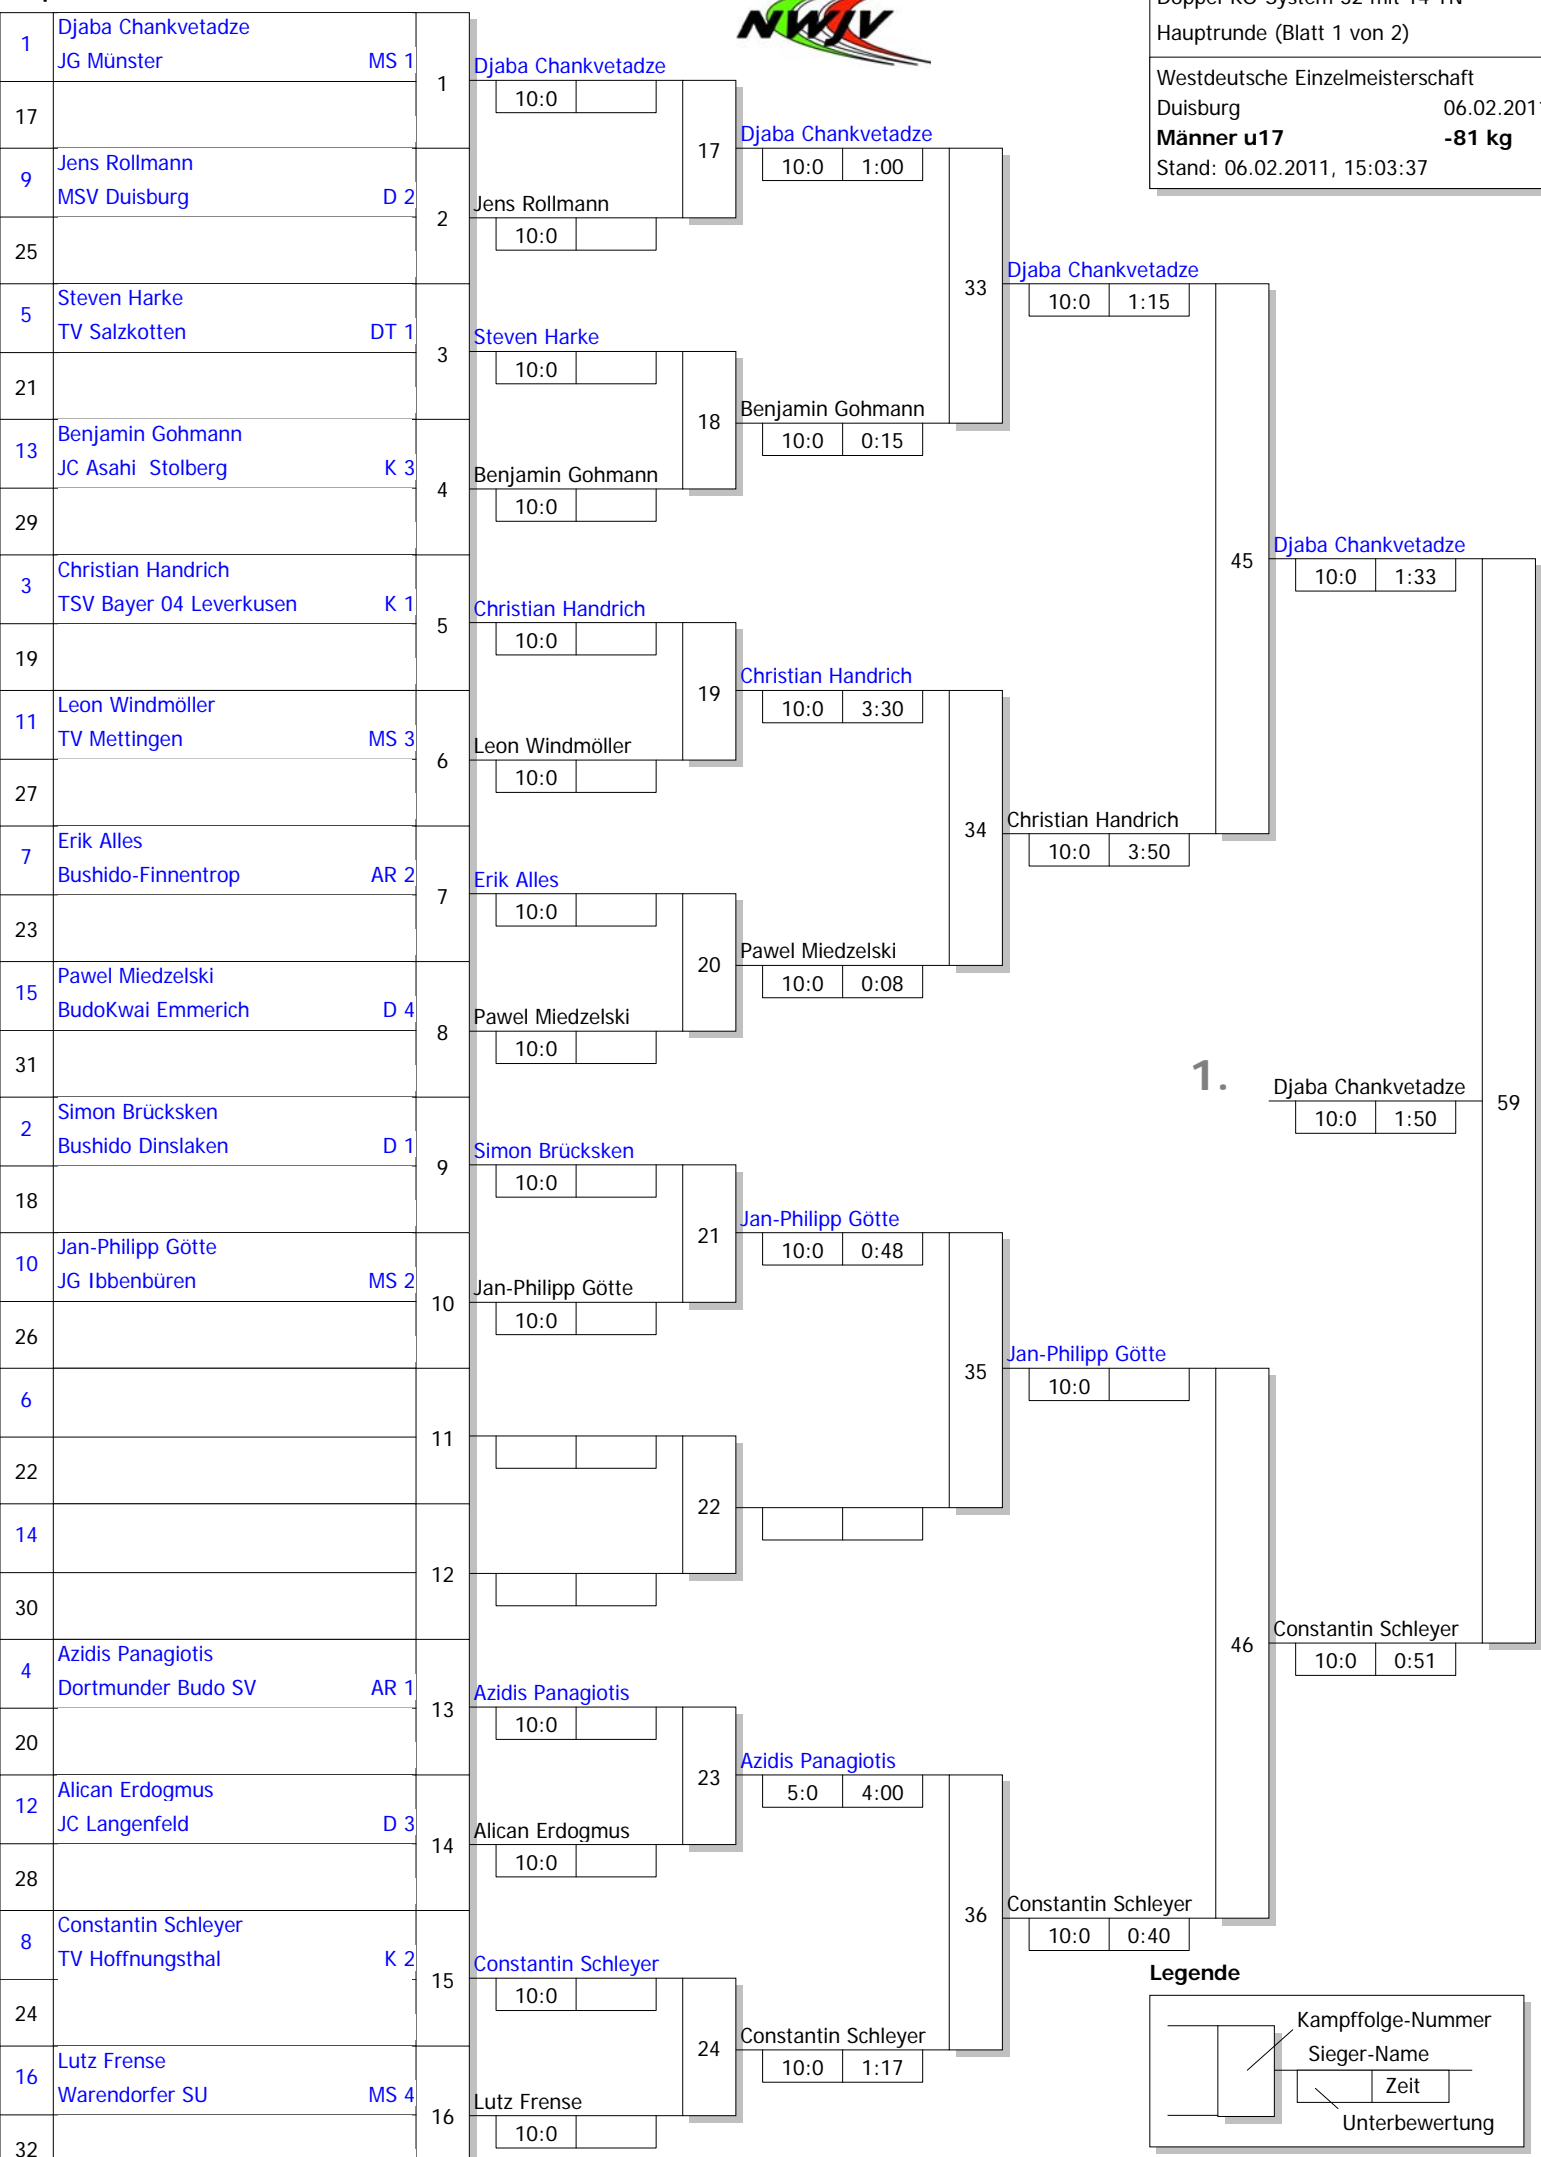 NWJV
Hauptrunde (Blatt 1 von 2)
Westdeutsche Einzelmeisterschaft
Duisburg 06.02.201
Männer u17 -81 kg
Stand: 06.02.2011, 15:03:37
1 Djaba Chankvetadze
JG Münster MS 1
17
9 Jens Rollmann
MSV Duisburg D 2
25
5 Steven Harke
TV Salzkotten DT 1
21
13 Benjamin Gohmann
JC Asahi Stolberg K 3
29
3 Christian Handrich
TSV Bayer 04 Leverkusen K 1
19
11 Leon Windmöller
TV Mettingen MS 3
27
7 Erik Alles
Bushido-Finnentrop AR 2
23
15 Pawel Miedzelski
BudoKwai Emmerich D 4
31
2 Simon Brücksken
Bushido Dinslaken D 1
18
10 Jan-Philipp Götte
JG Ibbenbüren MS 2
26
6
22
14
30
4 Azidis Panagiotis
Dortmunder Budo SV AR 1
20
12 Alican Erdogmus
JC Langenfeld D 3
28
8 Constantin Schleyer
TV Hoffnungsthal K 2
24
16 Lutz Frense
Warendorfer SU MS 4
32
1 Djaba Chankvetadze
10:0
2 Jens Rollmann
10:0
3 Steven Harke
10:0
4 Benjamin Gohmann
10:0
5 Christian Handrich
10:0
6 Leon Windmöller
10:0
7 Erik Alles
10:0
8 Pawel Miedzelski
10:0
9 Simon Brücksken
10:0
10 Jan-Philipp Götte
10:0
11
12
13 Azidis Panagiotis
10:0
14 Alican Erdogmus
10:0
15 Constantin Schleyer
10:0
16 Lutz Frense
10:0
17 Djaba Chankvetadze
10:0 1:00
18 Benjamin Gohmann
10:0 0:15
19 Christian Handrich
10:0 3:30
20 Pawel Miedzelski
10:0 0:08
21 Jan-Philipp Götte
10:0 0:48
22
23 Azidis Panagiotis
5:0 4:00
24 Constantin Schleyer
10:0 1:17
33 Djaba Chankvetadze
10:0 1:15
34 Christian Handrich
10:0 3:50
35 Jan-Philipp Götte
10:0
36 Constantin Schleyer
10:0 0:40
45 Djaba Chankvetadze
10:0 1:33
46 Constantin Schleyer
10:0 0:51
1. Djaba Chankvetadze 59
10:0 1:50
Legende
Kampffolge-Nummer
Sieger-Name
Zeit
Unterbewertung